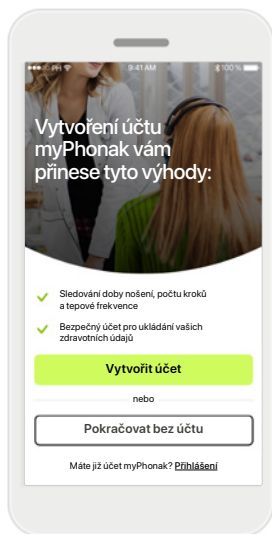 9:41 AM
100%
Vytvoření účtu
myPhonak vám
přinese tyto výhody:
Sledování doby nošení, počtu kroků
a tepové frekvence
Bezpečný účet pro ukládání vašich
zdravotních údajů
Vytvořit účet
nebo
Pokračovat bez účtu
Máte již účet myPhonak? Přihlášení